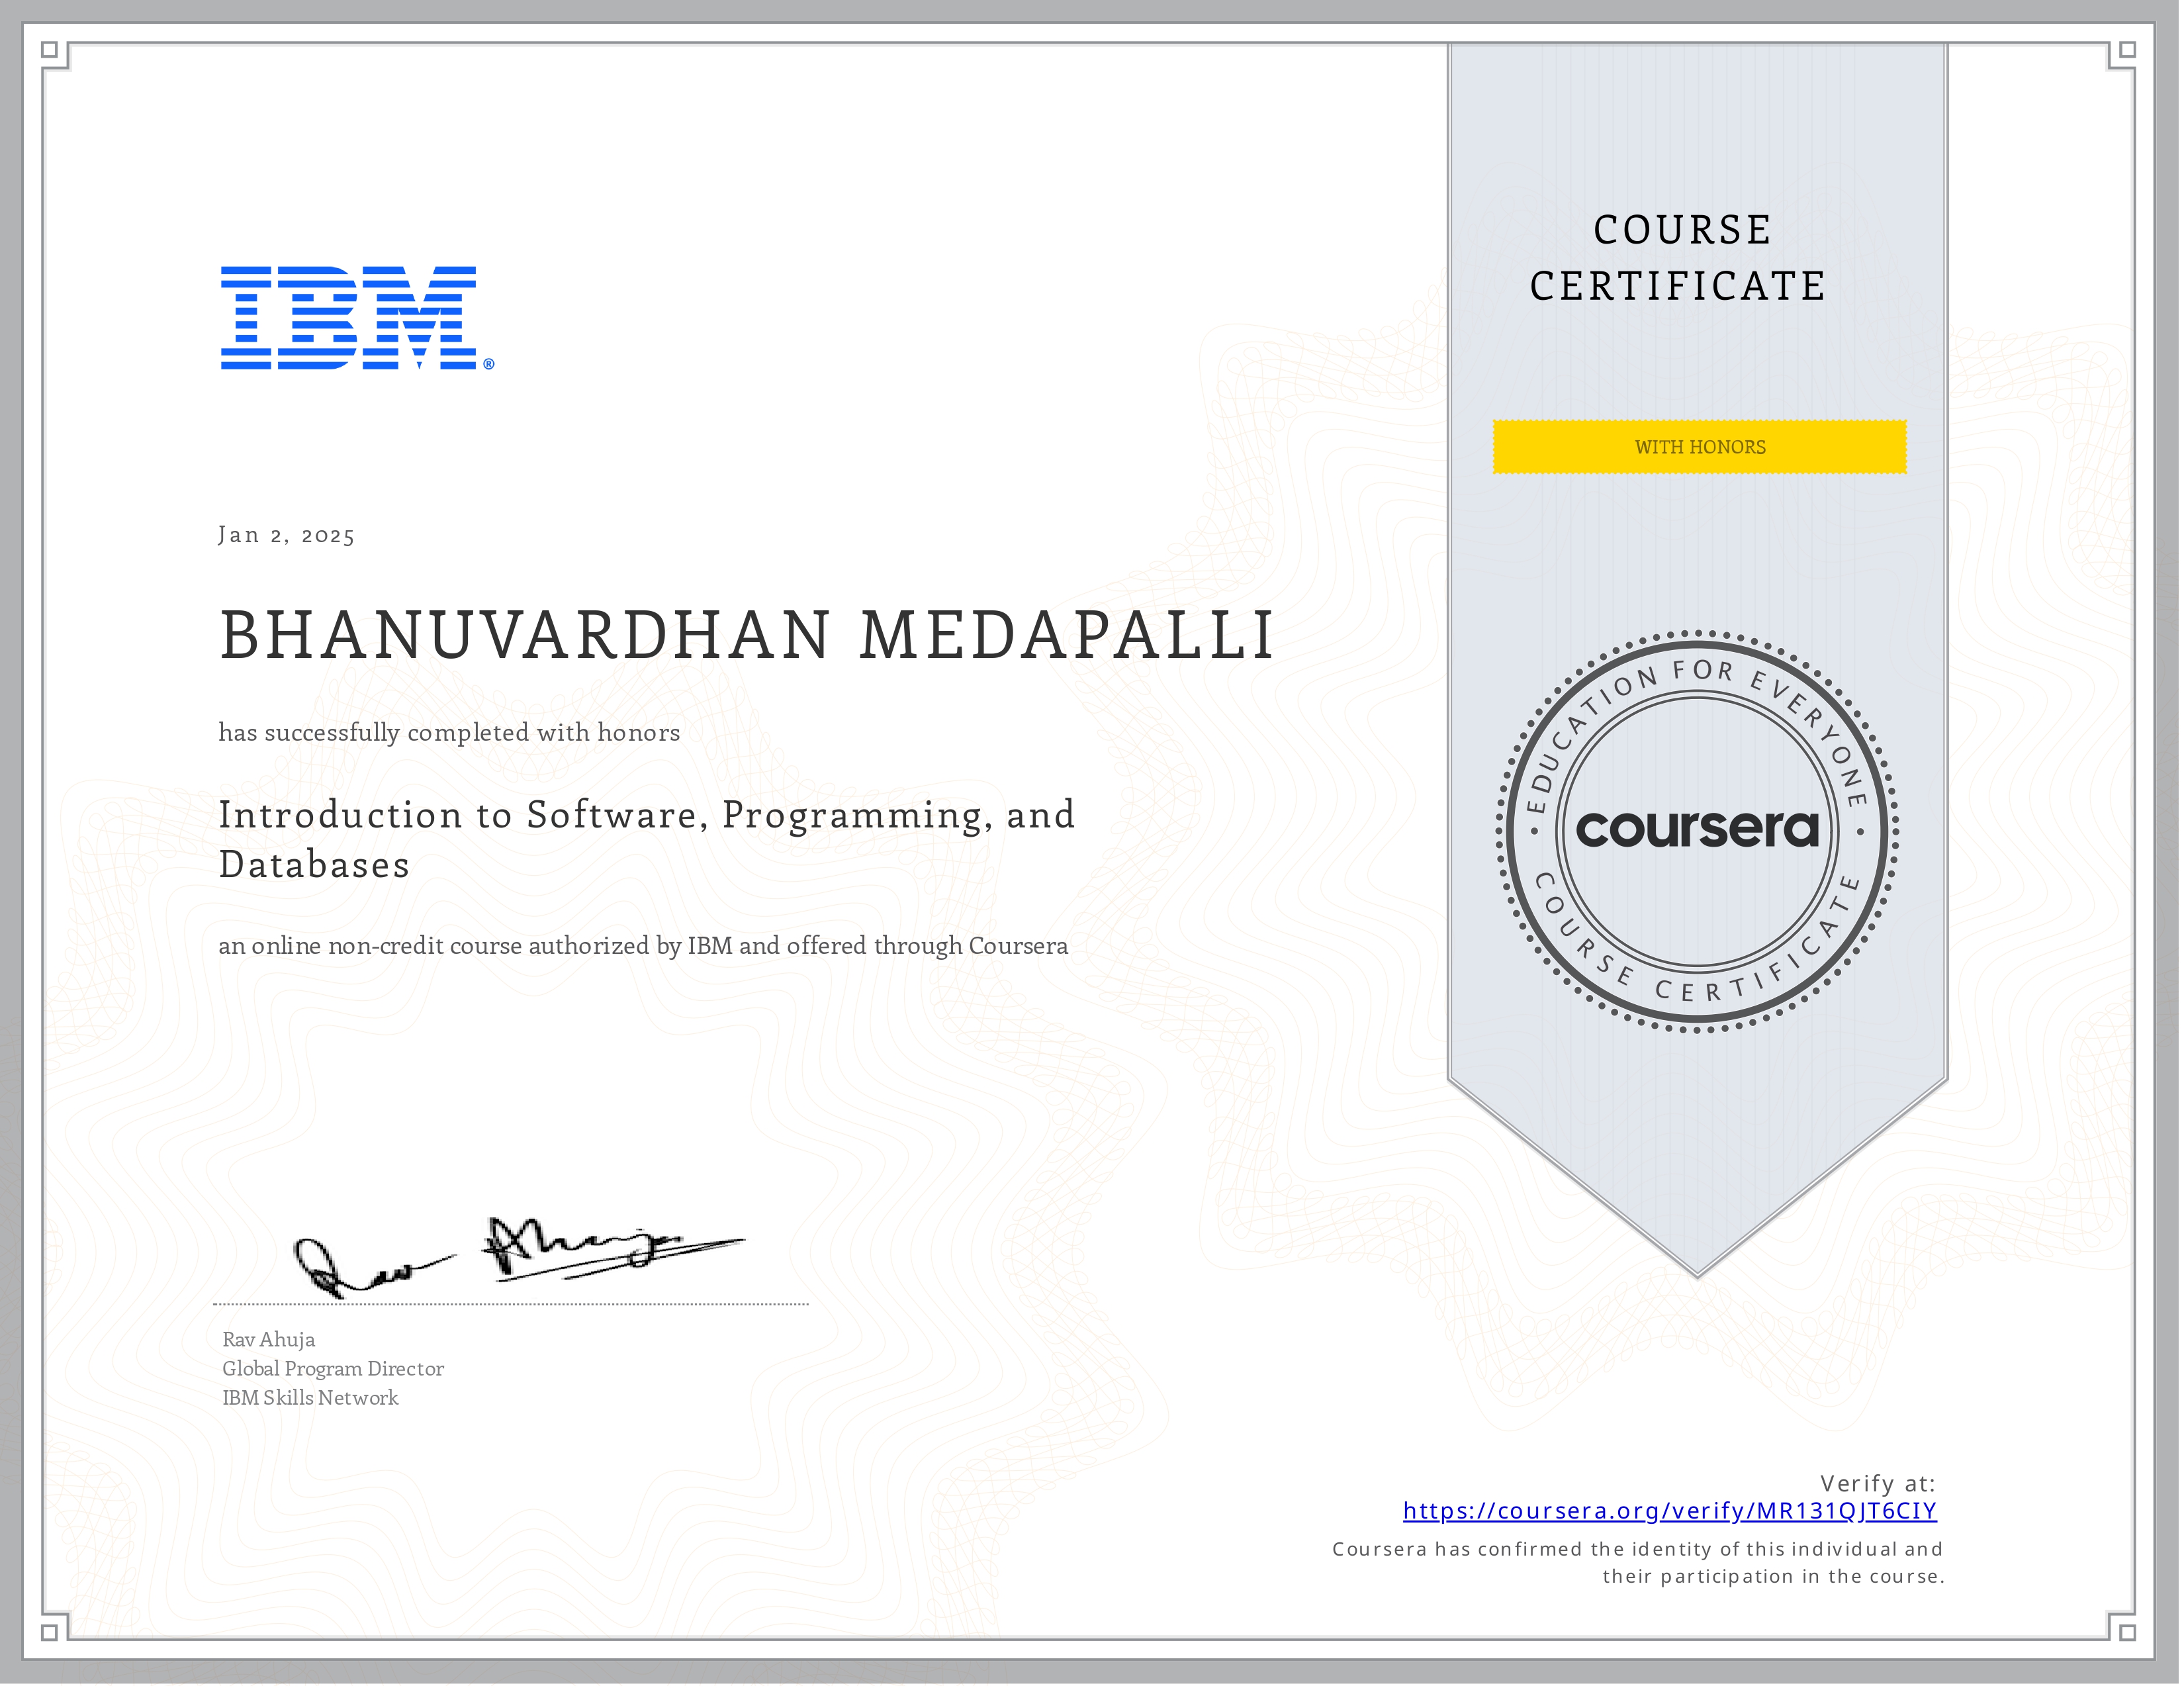 IBM®
Jan 2, 2025
BHANUVARDHAN MEDAPALLI
has successfully completed with honors
Introduction to Software, Programming, and
Databases
an online non-credit course authorized by IBM and offered through Coursera
Rav Ahuja
Global Program Director
IBM Skills Network
COURSE
CERTIFICATE
WITH HONORS
EDUCATION FOR EVERYONE
coursera
COURSE CERTIFICATE
Verify at:
https://coursera.org/verify/MR131QJT6CIY
Coursera has confirmed the identity of this individual and
their participation in the course.